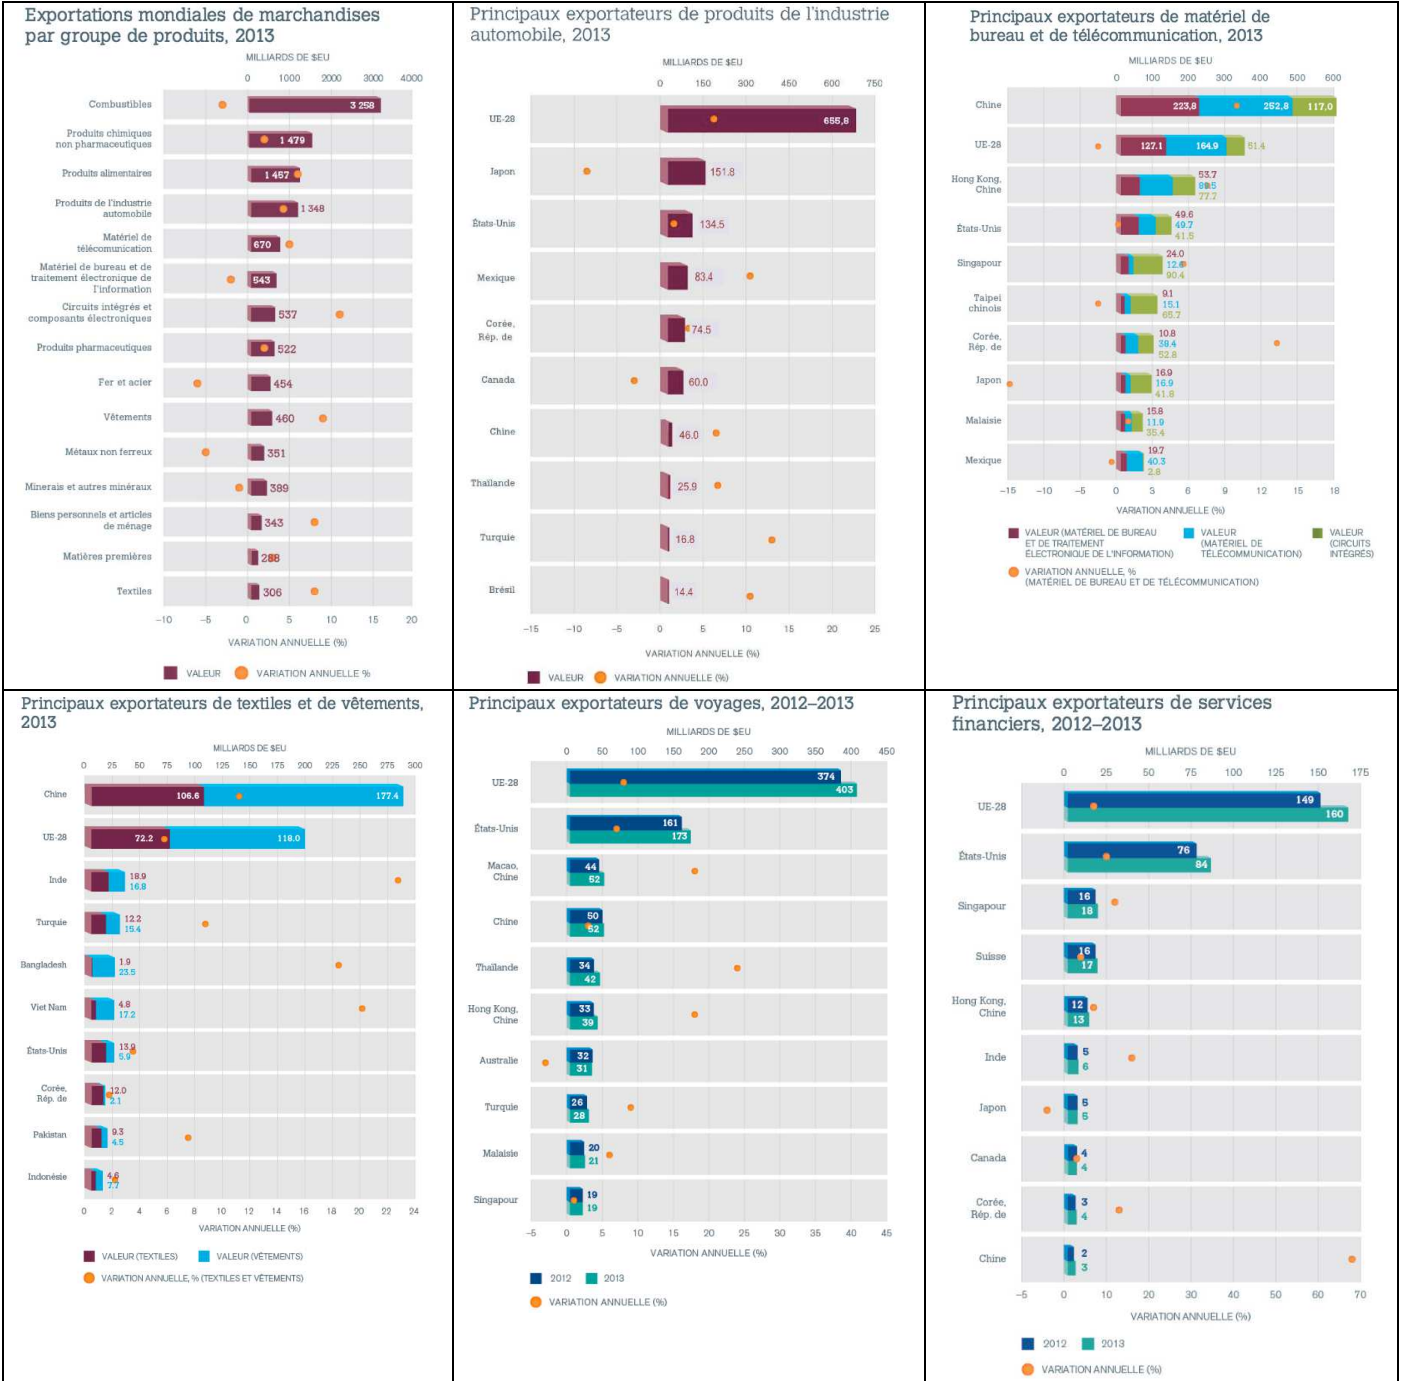 Exportations mondiales de marchandises
par groupe de produits, 2013
MILLIARDS DE $EU
0 1000 2000 3000 4000
Combustibles 3 258
Produits chimiques
non pharmaceutiques 1 479
Produits alimentaires 1 457
Produits de l'industrie
automobile 1 348
Matériel de
télécomunication 670
Matériel de bureau et de
traitement électronique de
l'information 543
Circuits intégrés et
composants électroniques 537
Produits pharmaceutiques 522
Fer et acier 454
Vêtements 460
Métaux non ferreux 351
Minerais et autres minéraux 389
Biens personnels et articles
de ménage 343
Matières premières
Textiles 306
–10 –5 0 5 10 15 20
VARIATION ANNUELLE (%)
VALEUR VARIATION ANNUELLE %
Principaux exportateurs de produits de l'industrie
automobile, 2013
MILLIARDS DE $EU
0 150 300 450 600 750
UE-28 655,8
Japon 151.8
États-Unis 134.5
Mexique 83.4
Corée,
Rép. de 74.5
Canada 60.0
Chine 46.0
Thaïlande 25.9
Turquie 16.8
Brésil 14.4
–15 –10 –5 0 5 10 15 20 25
VARIATION ANNUELLE (%)
VALEUR VARIATION ANNUELLE (%)
Principaux exportateurs de matériel de
bureau et de télécommunication, 2013
MILLIARDS DE $EU
0 100 200 300 400 500 600
Chine 223,8 252,8 117.0
UE-28 127.1 164.9 51.4
Hong Kong,
Chine
53.7
77.7
États-Unis
49.6
49.7
41.5
Singapour
24.0
90.4
Taipei
chinois
9.1
15.1
65.7
Corée,
Rép. de
10.8
38.4
52.8
Japon
16.9
16.9
41.8
Malaisie
15.8
11.9
35.4
Mexique
19.7
40.3
2.8
–15 –10 –5 0 3 6 9 12 15 18
VARIATION ANNUELLE (%)
VALEUR (MATÉRIEL DE BUREAU
ET DE TRAITEMENT
ÉLECTRONIQUE DE L'INFORMATION)
VALEUR
(MATÉRIEL DE
TÉLÉCOMMUNICATION)
VALEUR
(CIRCUITS
INTÉGRÉS)
VARIATION ANNUELLE, %
(MATÉRIEL DE BUREAU ET DE TÉLÉCOMMUNICATION)
Principaux exportateurs de textiles et de vêtements,
2013
MILLIARDS DE $EU
0 25 50 75 100 125 150 175 200 225 250 275 300
Chine 106.6 177.4
UE-28 72.2 118.0
Inde
18.9
16.8
Turquie
12.2
15.4
Bangladesh
1.9
23.5
Viet Nam
4.8
17.2
États-Unis
13.9
5.9
Corée,
Rép. de
12.0
2.1
Pakistan
9.3
4.5
Indonésie
4.6
7.7
0 2 4 6 8 10 12 14 16 18 20 22 24
VARIATION ANNUELLE (%)
VALEUR (TEXTILES) VALEUR (VÊTEMENTS)
VARIATION ANNUELLE, % (TEXTILES ET VÊTEMENTS)
Principaux exportateurs de voyages, 2012–2013
MILLIARDS DE $EU
0 50 100 150 200 250 300 350 400 450
UE-28
374
403
États-Unis
161
173
Macao,
Chine
44
52
Chine
50
52
Thaïlande
34
42
Hong Kong,
Chine
33
39
Australie
32
31
Turquie
26
28
Malaisie
20
21
Singapour
19
19
–5 0 5 10 15 20 25 30 35 40 45
VARIATION ANNUELLE (%)
2012 2013
VARIATION ANNUELLE (%)
Principaux exportateurs de services
financiers, 2012–2013
MILLIARDS DE $EU
0 25 50 75 100 125 150 175
UE-28
149
160
États-Unis
76
84
Singapour
16
18
Suisse
16
17
Hong Kong,
Chine
12
13
Inde
5
6
Japon
5
5
Canada
4
4
Corée,
Rép. de
3
4
Chine
2
3
–5 0 10 20 30 40 50 60 70
VARIATION ANNUELLE (%)
2012 2013
VARIATION ANNUELLE (%)